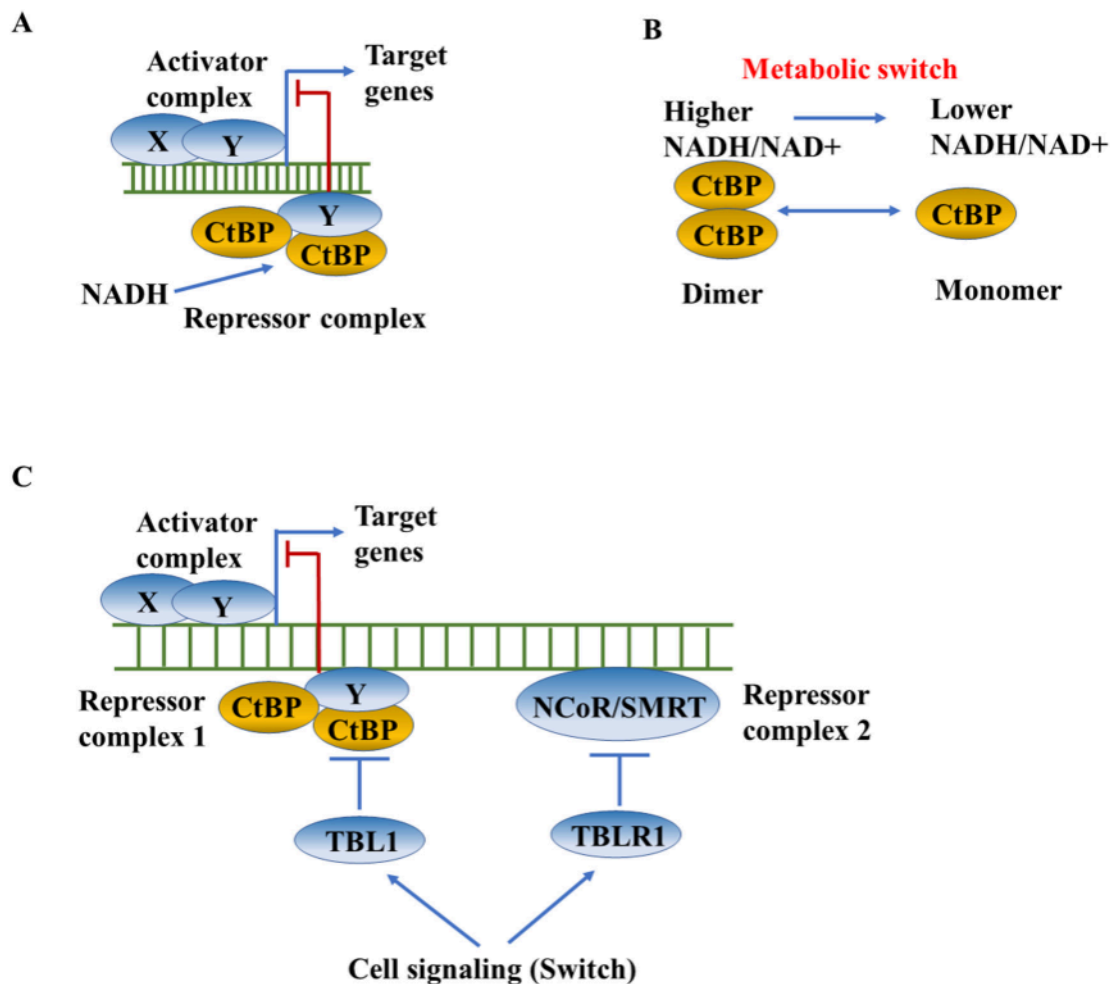 A
Activator
complex
Target
genes
X
Y
Y
CtBP
CtBP
NADH
Repressor complex
B
Metabolic switch
Higher
NADH/NAD+
Lower
NADH/NAD+
CtBP
CtBP
CtBP
Dimer
Monomer
C
Activator
complex
Target
genes
X
Y
Repressor
complex 1
CtBP
Y
CtBP
NCoR/SMRT
Repressor
complex 2
TBL1
TBLR1
Cell signaling (Switch)